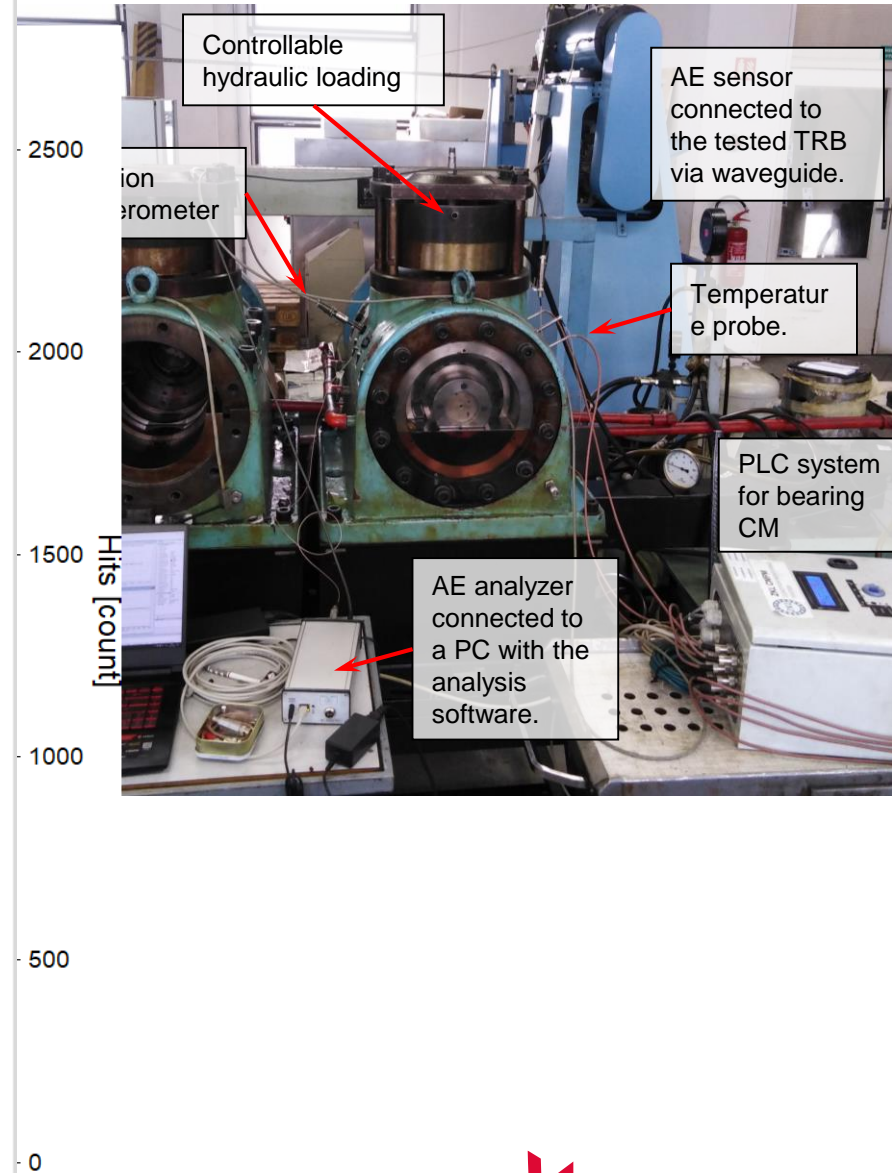 Controllable
hydraulic loading
AE sensor
connected to
the tested TRB
via waveguide.
2500
ion
erometer
Temperatur
e probe.
2000
PLC system
for bearing
CM
1500
Hits [count]
AE analyzer
connected to
a PC with the
analysis
software.
1000
500
0